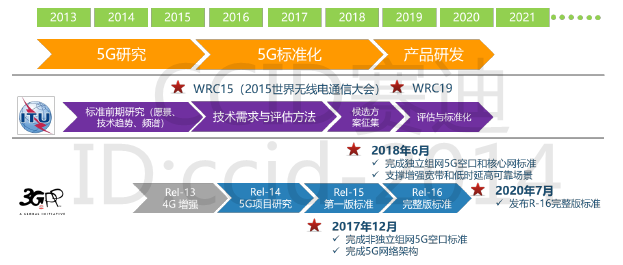 2013 2014 2015 2016 2017 2018 2019 2020 2021
5G研究 5G标准化 产品研发
WRC15（2015世界无线电通信大会） WRC19
ITU
标准前期研究（愿景、
技术趋势、频谱）
技术需求与评估方法
候选方
案征集
评估与标准化
2018年6月
✓ 完成独立组网5G空口和核心网标准
✓ 支撑增强宽带和低时延高可靠场景
3GPP
A GLOBAL INITIATIVE
Rel-13
4G 增强
Rel-14
5G项目研究
Rel-15
第一版标准
Rel-16
完整版标准
2020年7月
✓ 发布R-16完整版标准
2017年12月
✓ 完成非独立组网5G空口标准
✓ 完成5G网络架构
CCID赛迪
ID:ccid-2014